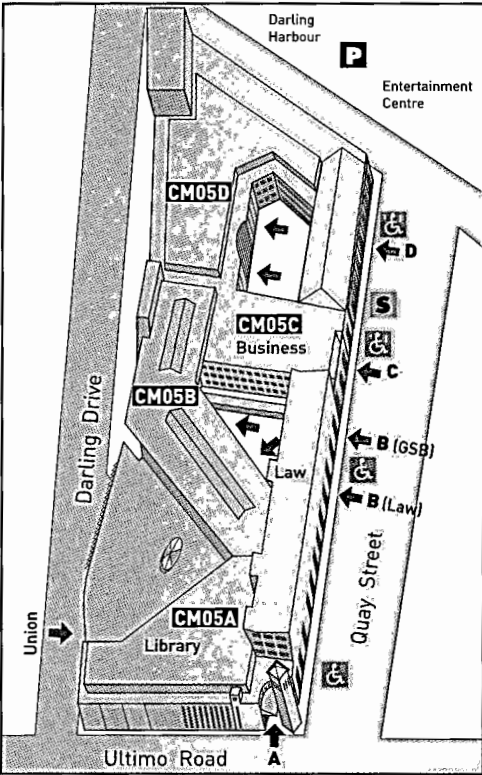 Darling
Harbour
P
Entertainment
Centre
CM05D
D
S
CM05C
Business
C
CM05B
Darling Drive
B (GSB)
Law
B (Law)
Quay Street
CM05A
Library
Union
A
Ultimo Road